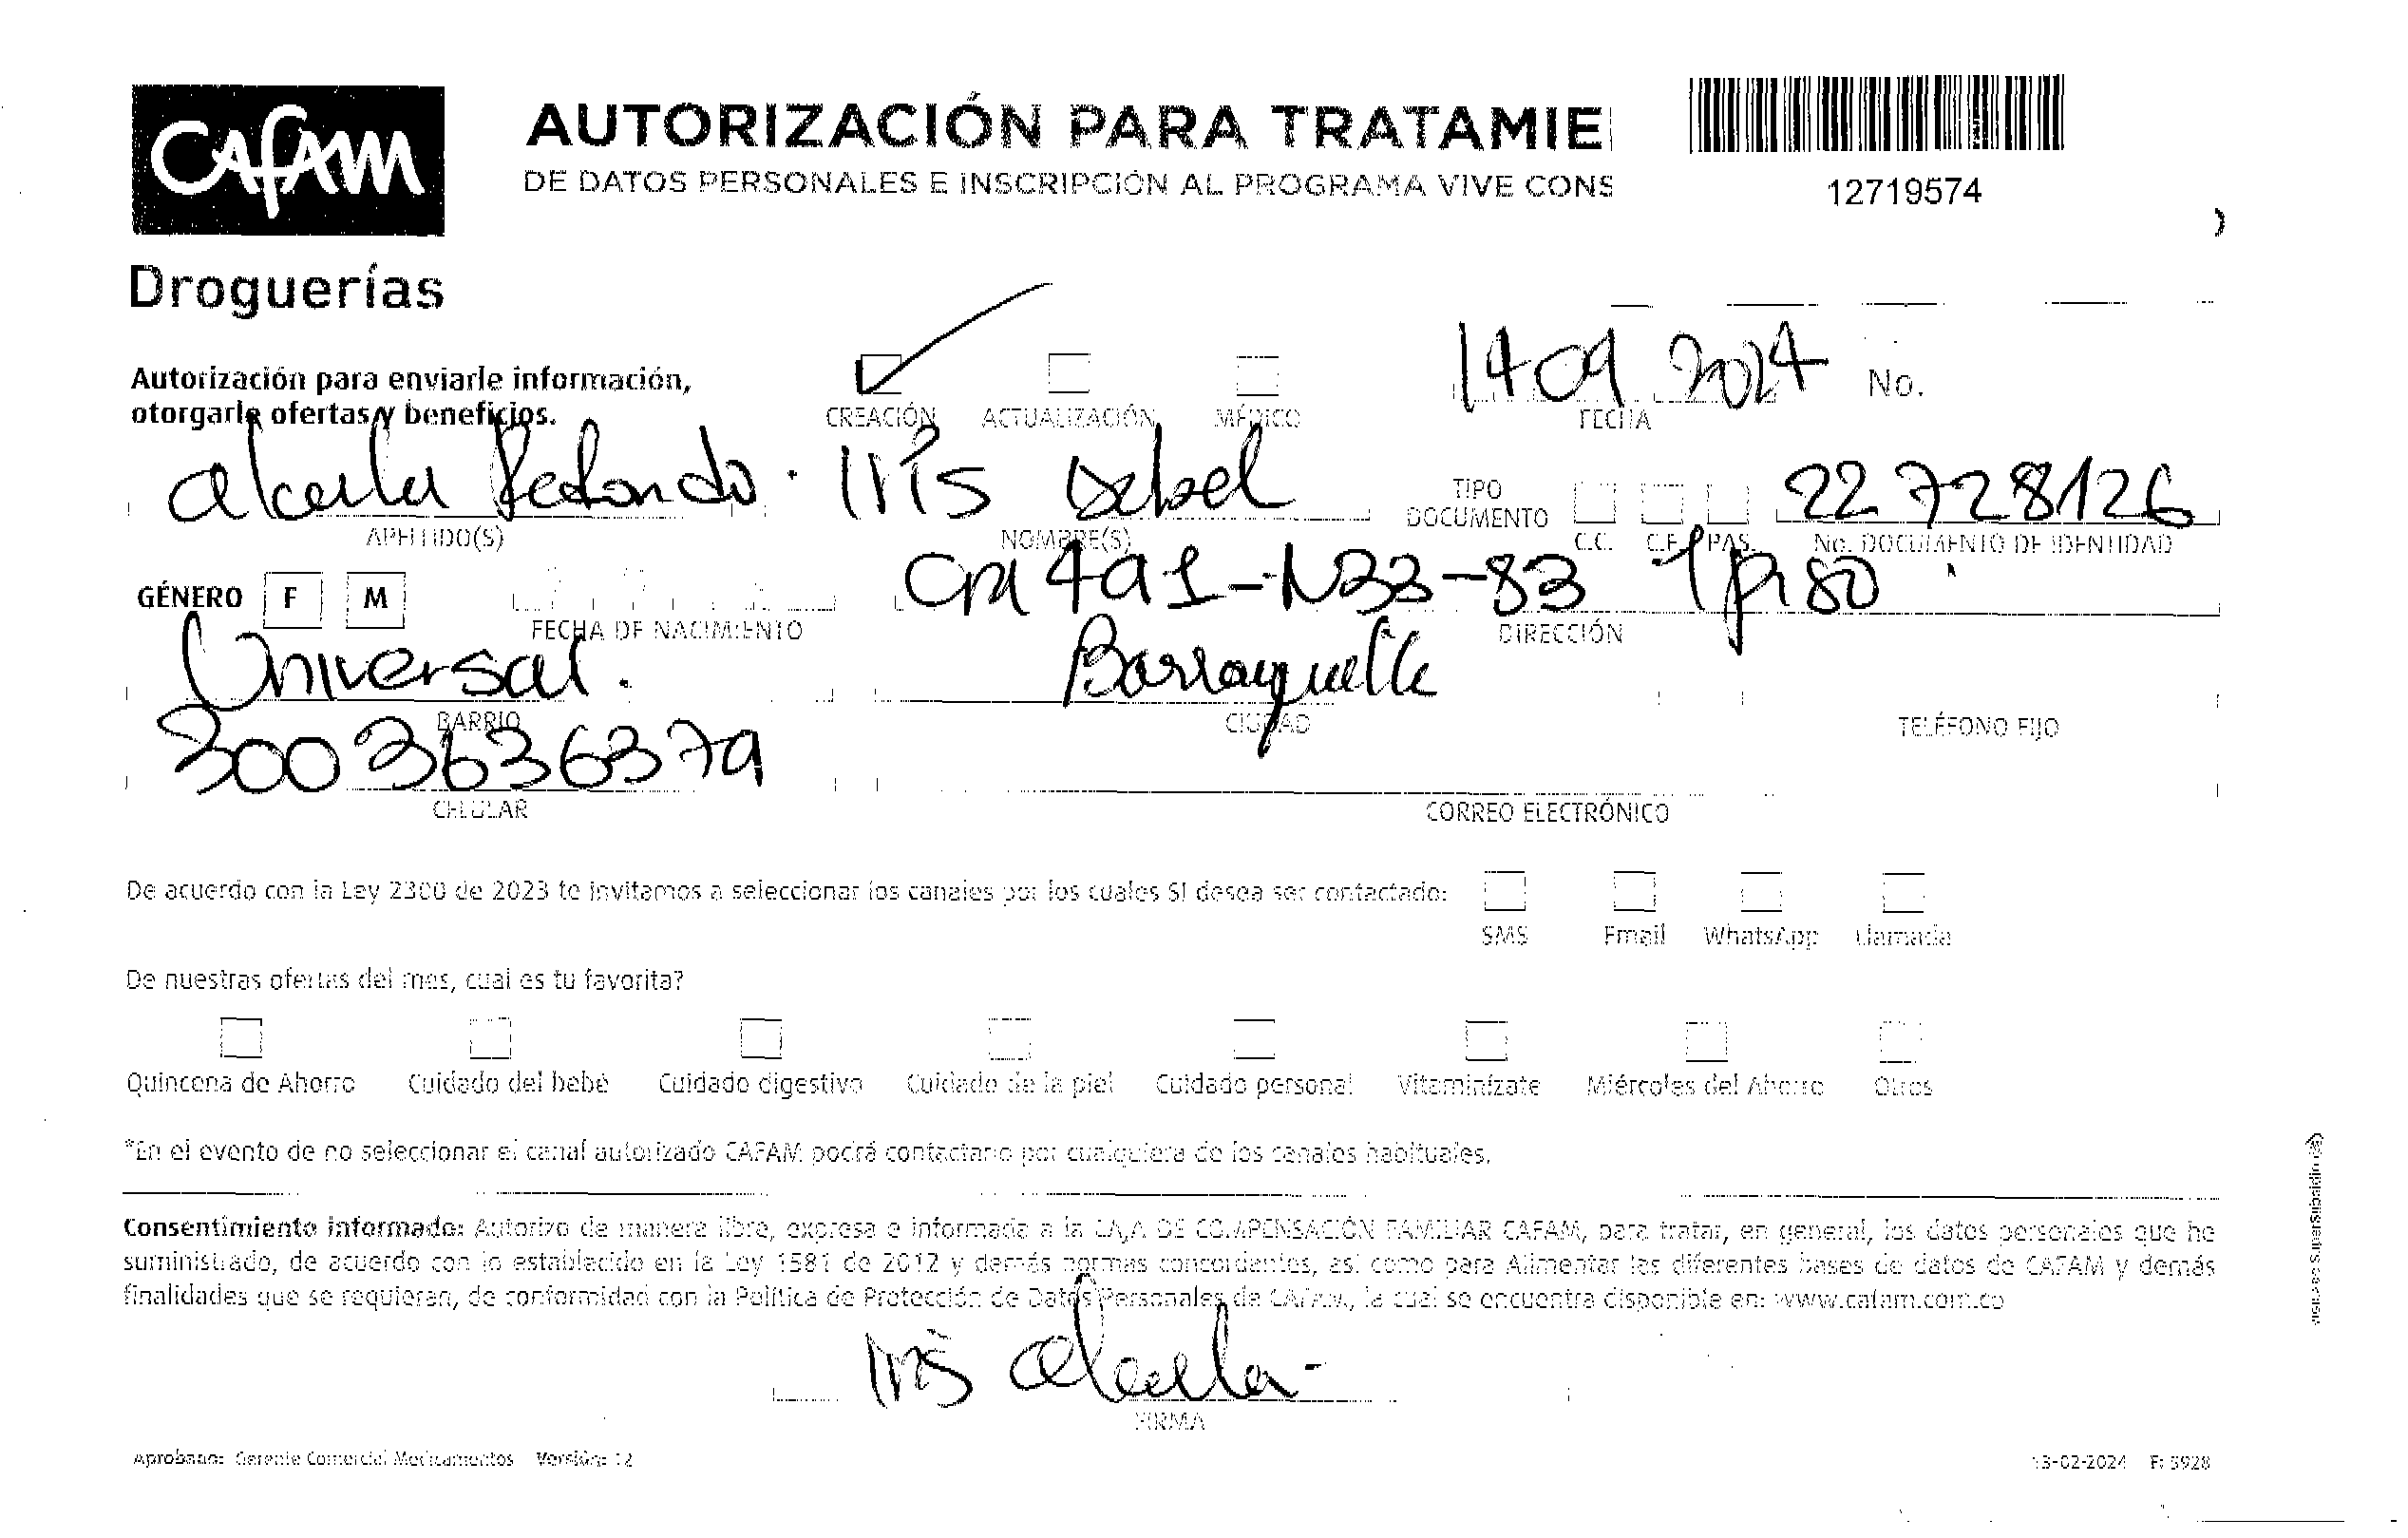 CAFAM
Droguerías
AUTORIZACIÓN PARA TRATAMIE
DE DATOS PERSONALES E INSCRIPCIÓN AL PROGRAMA VIVE CONS
12719574
)
Autorización para enviarle información,
otorgarle ofertas y beneficios.
CREACIÓN ACTUALIZACIÓN MÉDICO
14 09 2024 No.
FECHA
Redondo. Iris Isabel
TIPO DOCUMENTO C.C. C.E. PAS. 22728126
APELLIDO(S) NOMBRE(S) No. DOCUMENTO DE IDENTIDAD
GÉNERO F M
FECHA DE NACIMIENTO
-N33-83 1 piso
DIRECCIÓN
Universal. Barranquilla
BARRIO CIUDAD TELÉFONO FIJO
3003636379
CELULAR CORREO ELECTRÓNICO
De acuerdo con la Ley 2300 de 2023 te invitamos a seleccionar los canales por los cuales SI desea ser contactado:
SMS Email WhatsApp Llamada
De nuestras ofertas del mes, cual es tu favorita?
Quincena de Ahorro Cuidado del bebé Cuidado digestivo Cuidado de la piel Cuidado personal Vitaminízate Miércoles del Ahorro Otros
*En el evento de no seleccionar el canal autorizado CAFAM podrá contactarlo por cualquiera de los canales habituales.
Consentimiento informado: Autorizo de manera libre, expresa e informada a la CAJA DE COMPENSACIÓN FAMILIAR CAFAM, para tratar, en general, los datos personales que he
suministrado, de acuerdo con lo establecido en la Ley 1581 de 2012 y demás normas concordantes, así como para Alimentar las diferentes bases de datos de CAFAM y demás
finalidades que se requieran, de conformidad con la Política de Protección de Datos Personales de CAFAM, la cual se encuentra disponible en: www.cafam.com.co
Iris
FIRMA
Aprobado: Gerente Comercial Medicamentos Versión: 12
13-02-2024 F: 5928
VIGILADO SuperSubsidio